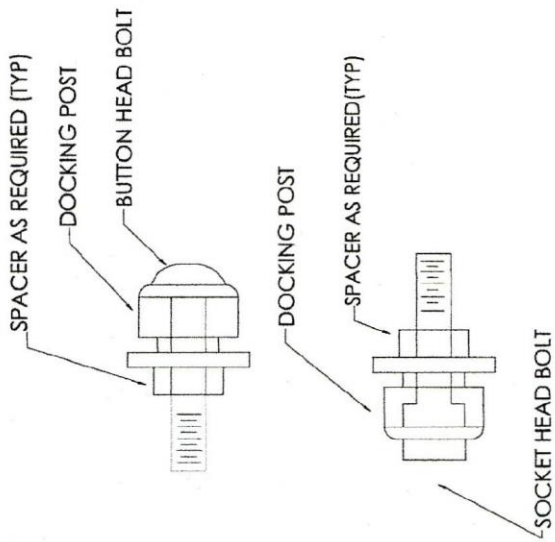 SPACER AS REQUIRED (TYP)
DOCKING POST
BUTTON HEAD BOLT
DOCKING POST
SPACER AS REQUIRED(TYP)
SOCKET HEAD BOLT